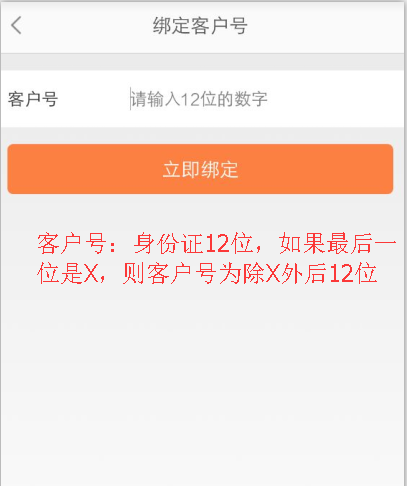 绑定客户号
客户号 请输入12位的数字
立即绑定
客户号：身份证12位，如果最后一
位是X，则客户号为除X外后12位